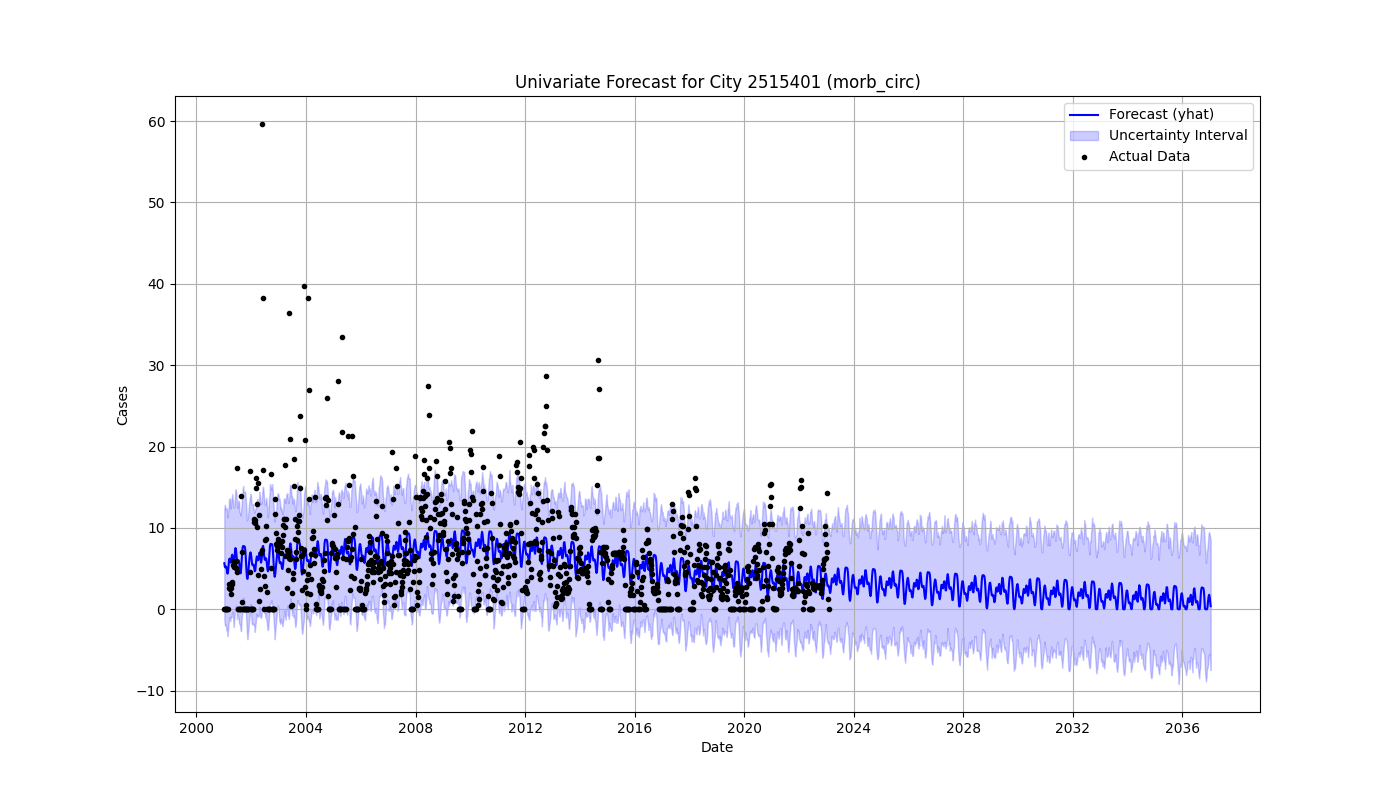 Univariate Forecast for City 2515401 (morb_circ)
Forecast (yhat)
Uncertainty Interval
Actual Data
Cases
60
50
40
30
20
10
0
−10
2000 2004 2008 2012 2016 2020 2024 2028 2032 2036
Date